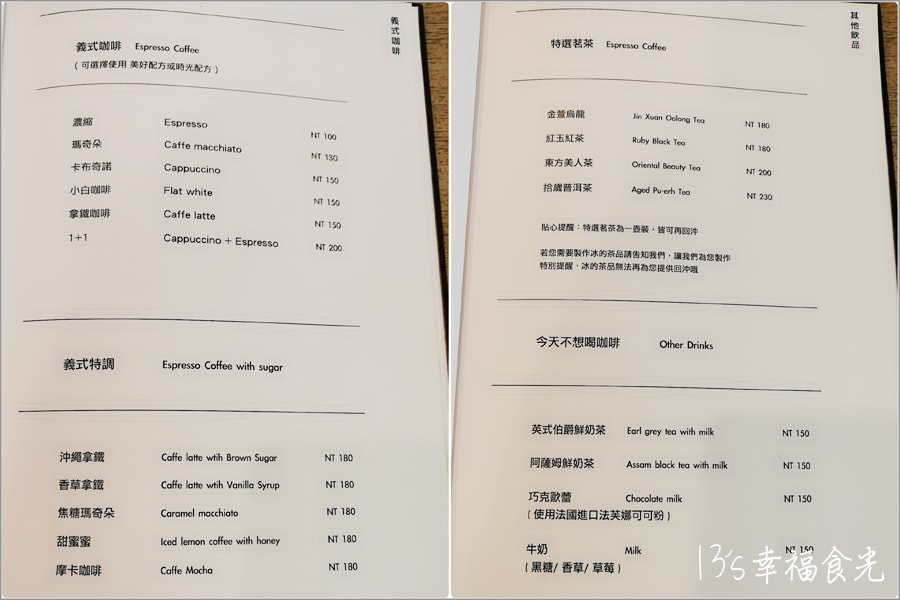 義式咖啡
義式咖啡 Espresso Coffee
( 可選擇使用 美好配方或時光配方 )
濃縮 Espresso NT 100
瑪奇朵 Caffe macchiato NT 130
卡布奇諾 Cappuccino NT 150
小白咖啡 Flat white NT 150
拿鐵咖啡 Caffe latte NT 150
1+1 Cappuccino + Espresso NT 200
義式特調 Espresso Coffee with sugar
沖繩拿鐵 Caffe latte wtih Brown Sugar NT 180
香草拿鐵 Caffe latte wtih Vanilla Syrup NT 180
焦糖瑪奇朵 Caramel macchiato NT 180
甜蜜蜜 Iced lemon coffee with honey NT 180
摩卡咖啡 Caffe Mocha NT 180
其他飲品
特選茗茶 Espresso Coffee
金萱烏龍 Jin Xuan Oolong Tea NT 180
紅玉紅茶 Ruby Black Tea NT 180
東方美人茶 Oriental Beauty Tea NT 200
拾歲普洱茶 Aged Pu-erh Tea NT 230
貼心提醒：特選茗茶為一壺裝，皆可再回沖
若您需要製作冰的茶品請告知我們，讓我們為您製作
特別提醒，冰的茶品無法再為您提供回沖哦
今天不想喝咖啡 Other Drinks
英式伯爵鮮奶茶 Earl grey tea with milk NT 150
阿薩姆鮮奶茶 Assam black tea with milk NT 150
巧克歐蕾 Chocolate milk NT 150
( 使用法國進口法芙娜可可粉 )
牛奶 Milk NT 150
( 黑糖/ 香草/ 草莓 )
13's幸福食光